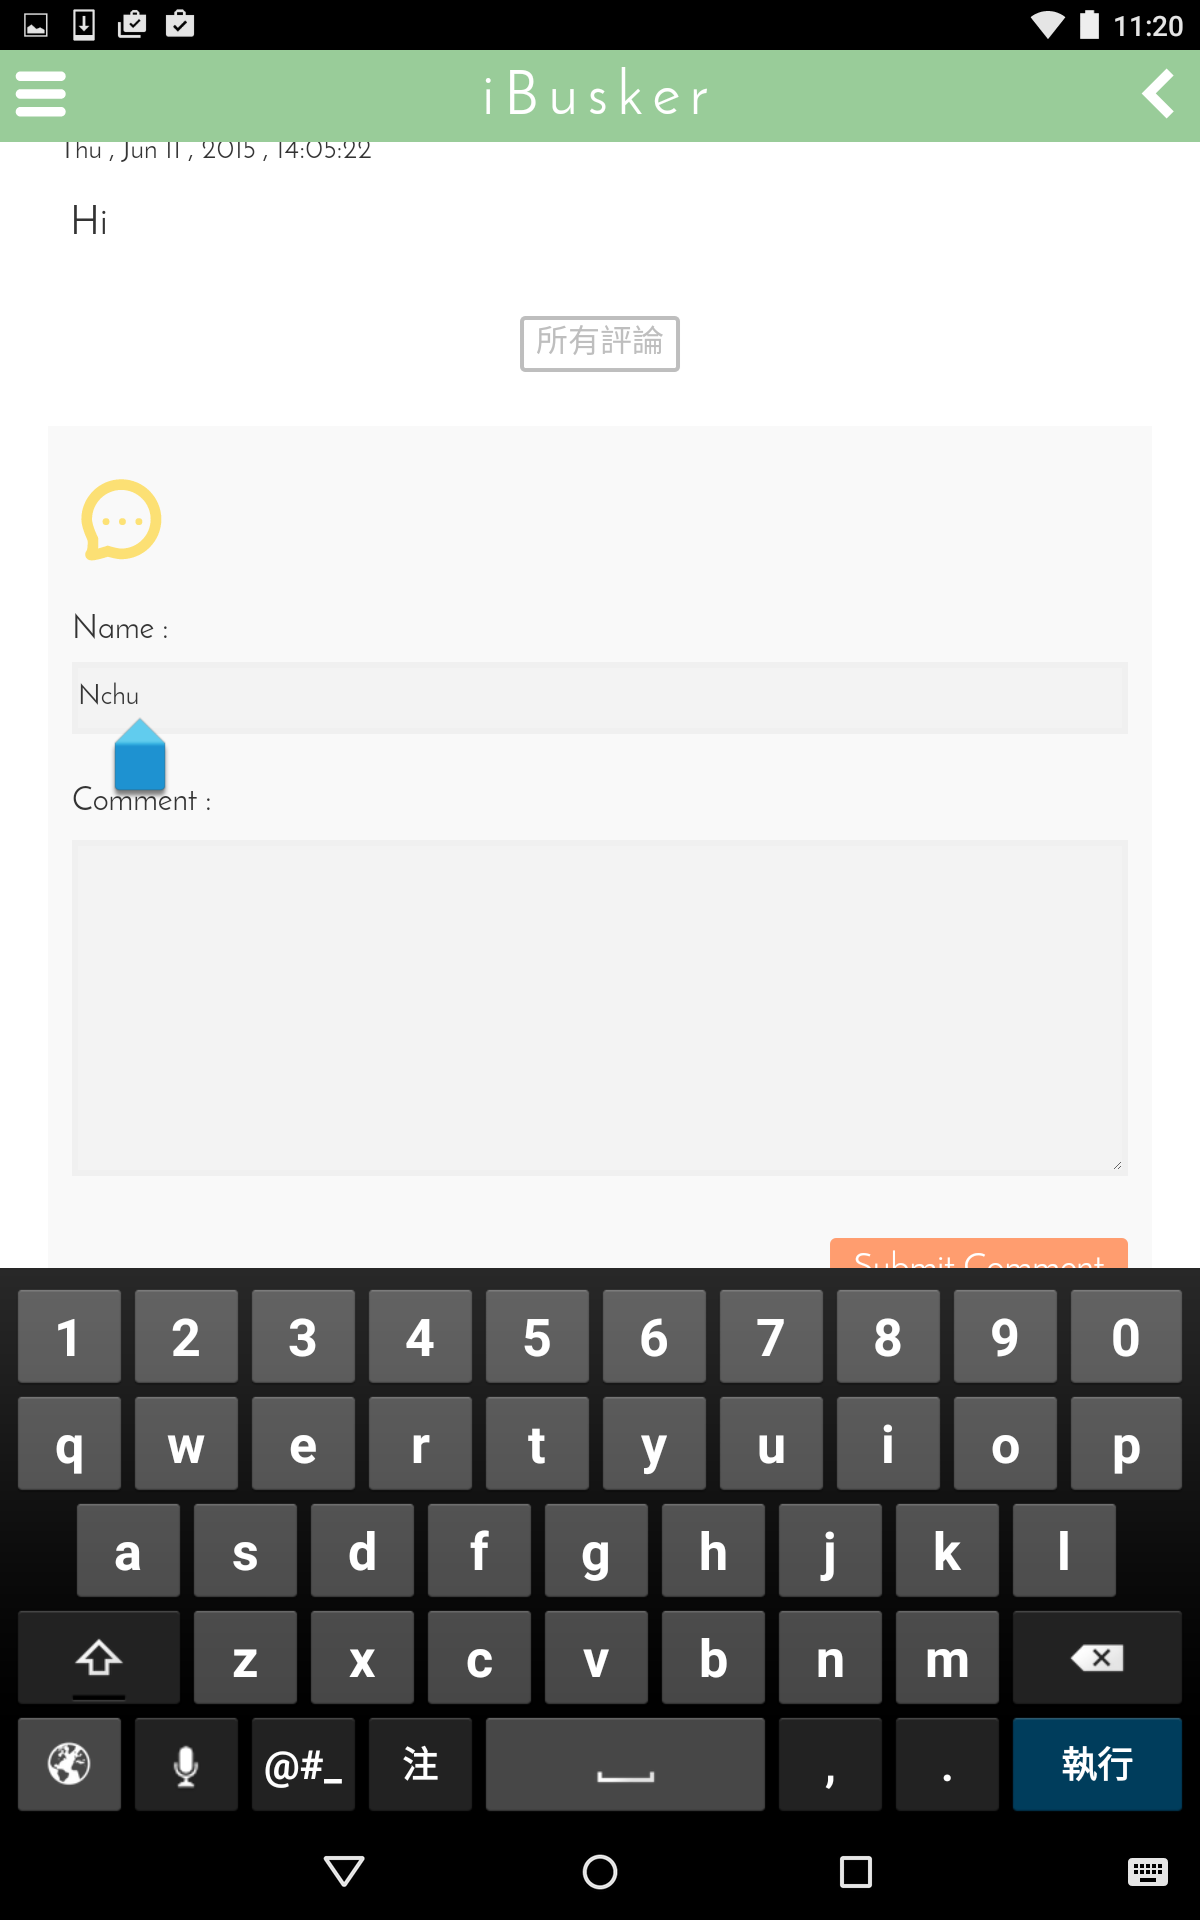 11:20
iBusker
Thu , Jun 11 , 2015 , 14:05:22
Hi
所有評論
Name :
Nchu
Comment :
Submit Comment
1 2 3 4 5 6 7 8 9 0
q w e r t y u i o p
a s d f g h j k l
z x c v b n m
@#_ 注 , . 執行